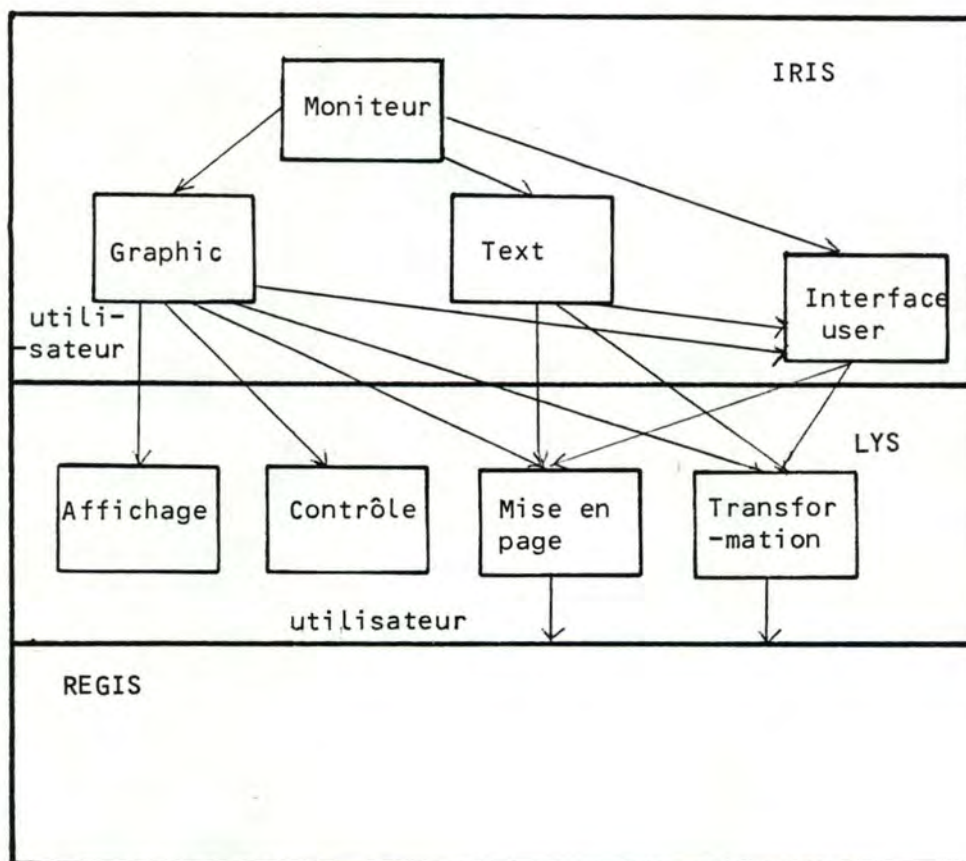 IRIS
Moniteur
Graphic
Text
Interface
user
utili-
-sateur
LYS
Affichage
Contrôle
Mise en
page
Transfor
-mation
utilisateur
REGIS